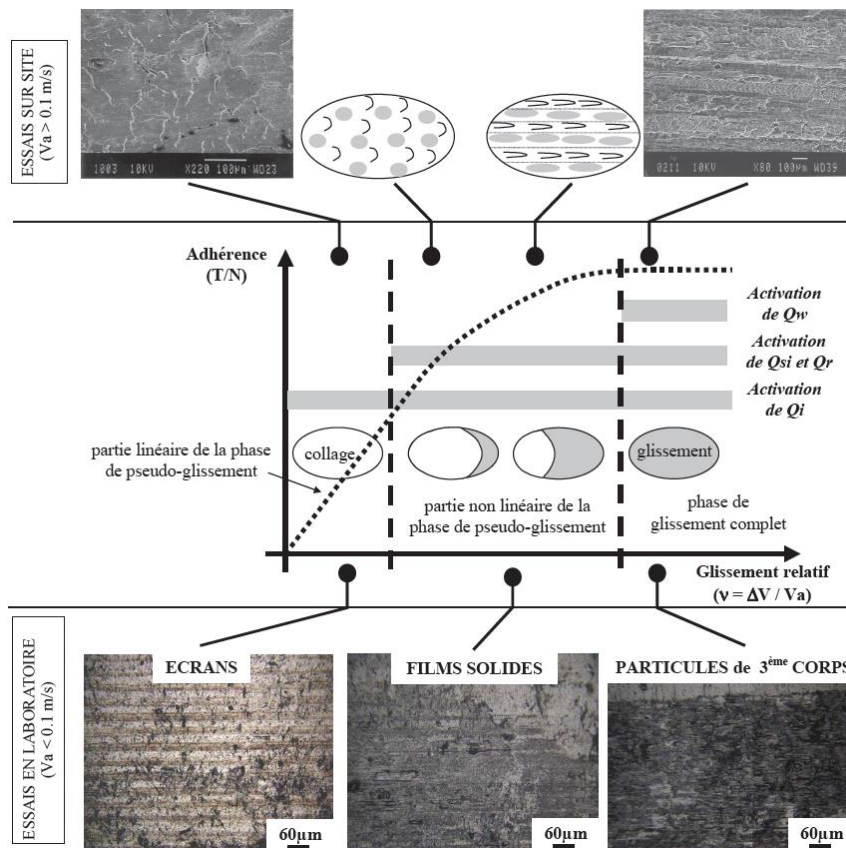 ESSAIS SUR SITE
(Va > 0.1 m/s)
1003 10KV X220 100µm WD23
0211 10KV X80 100µm WD39
Adhérence
(T/N)
Activation
de Qw
Activation
de Qsi et Qr
Activation
de Qi
partie linéaire de la phase
de pseudo-glissement
collage
glissement
partie non linéaire de la
phase de pseudo-glissement
phase de
glissement complet
Glissement relatif
(ν = ΔV / Va)
ESSAIS EN LABORATOIRE
(Va < 0.1 m/s)
ECRANS
FILMS SOLIDES
PARTICULES de 3ème CORPS
60µm
60µm
60µm